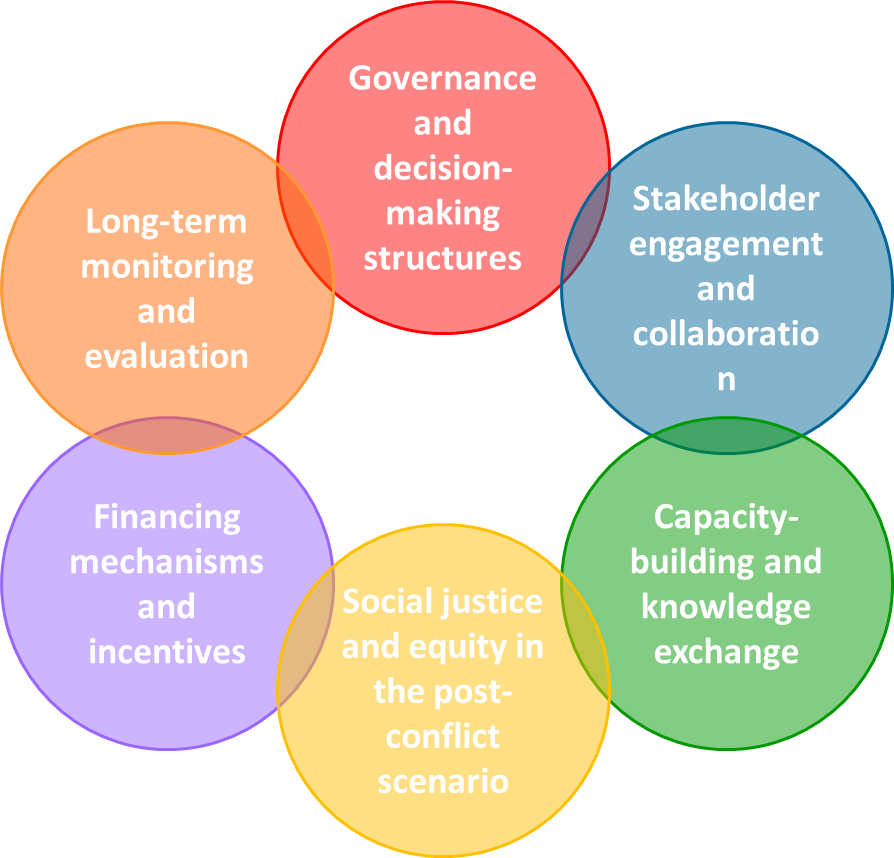 Governance
and
decision-
making
structures
Stakeholder
engagement
and
collaboratio
n
Capacity-
building and
knowledge
exchange
Social justice
and equity in
the post-
conflict
scenario
Financing
mechanisms
and
incentives
Long-term
monitoring
and
evaluation